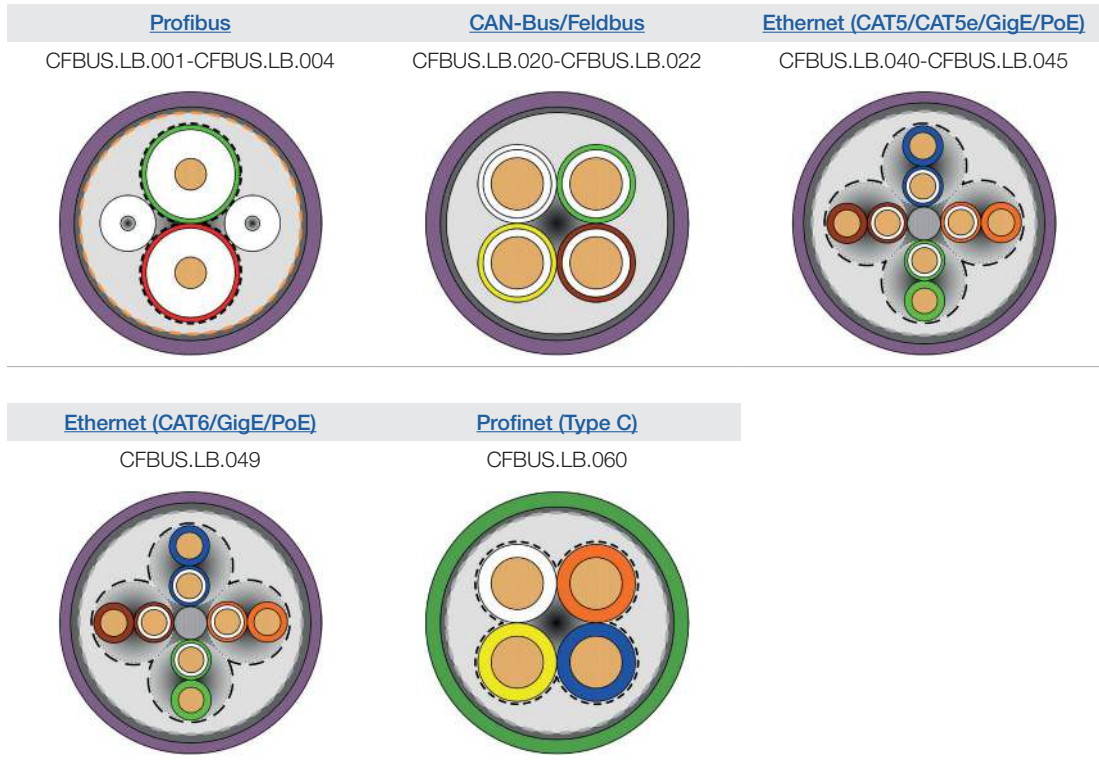 Profibus
CAN-Bus/Feldbus
Ethernet (CAT5/CAT5e/GigE/PoE)
CFBUS.LB.001-CFBUS.LB.004
CFBUS.LB.020-CFBUS.LB.022
CFBUS.LB.040-CFBUS.LB.045
Ethernet (CAT6/GigE/PoE)
Profinet (Type C)
CFBUS.LB.049
CFBUS.LB.060